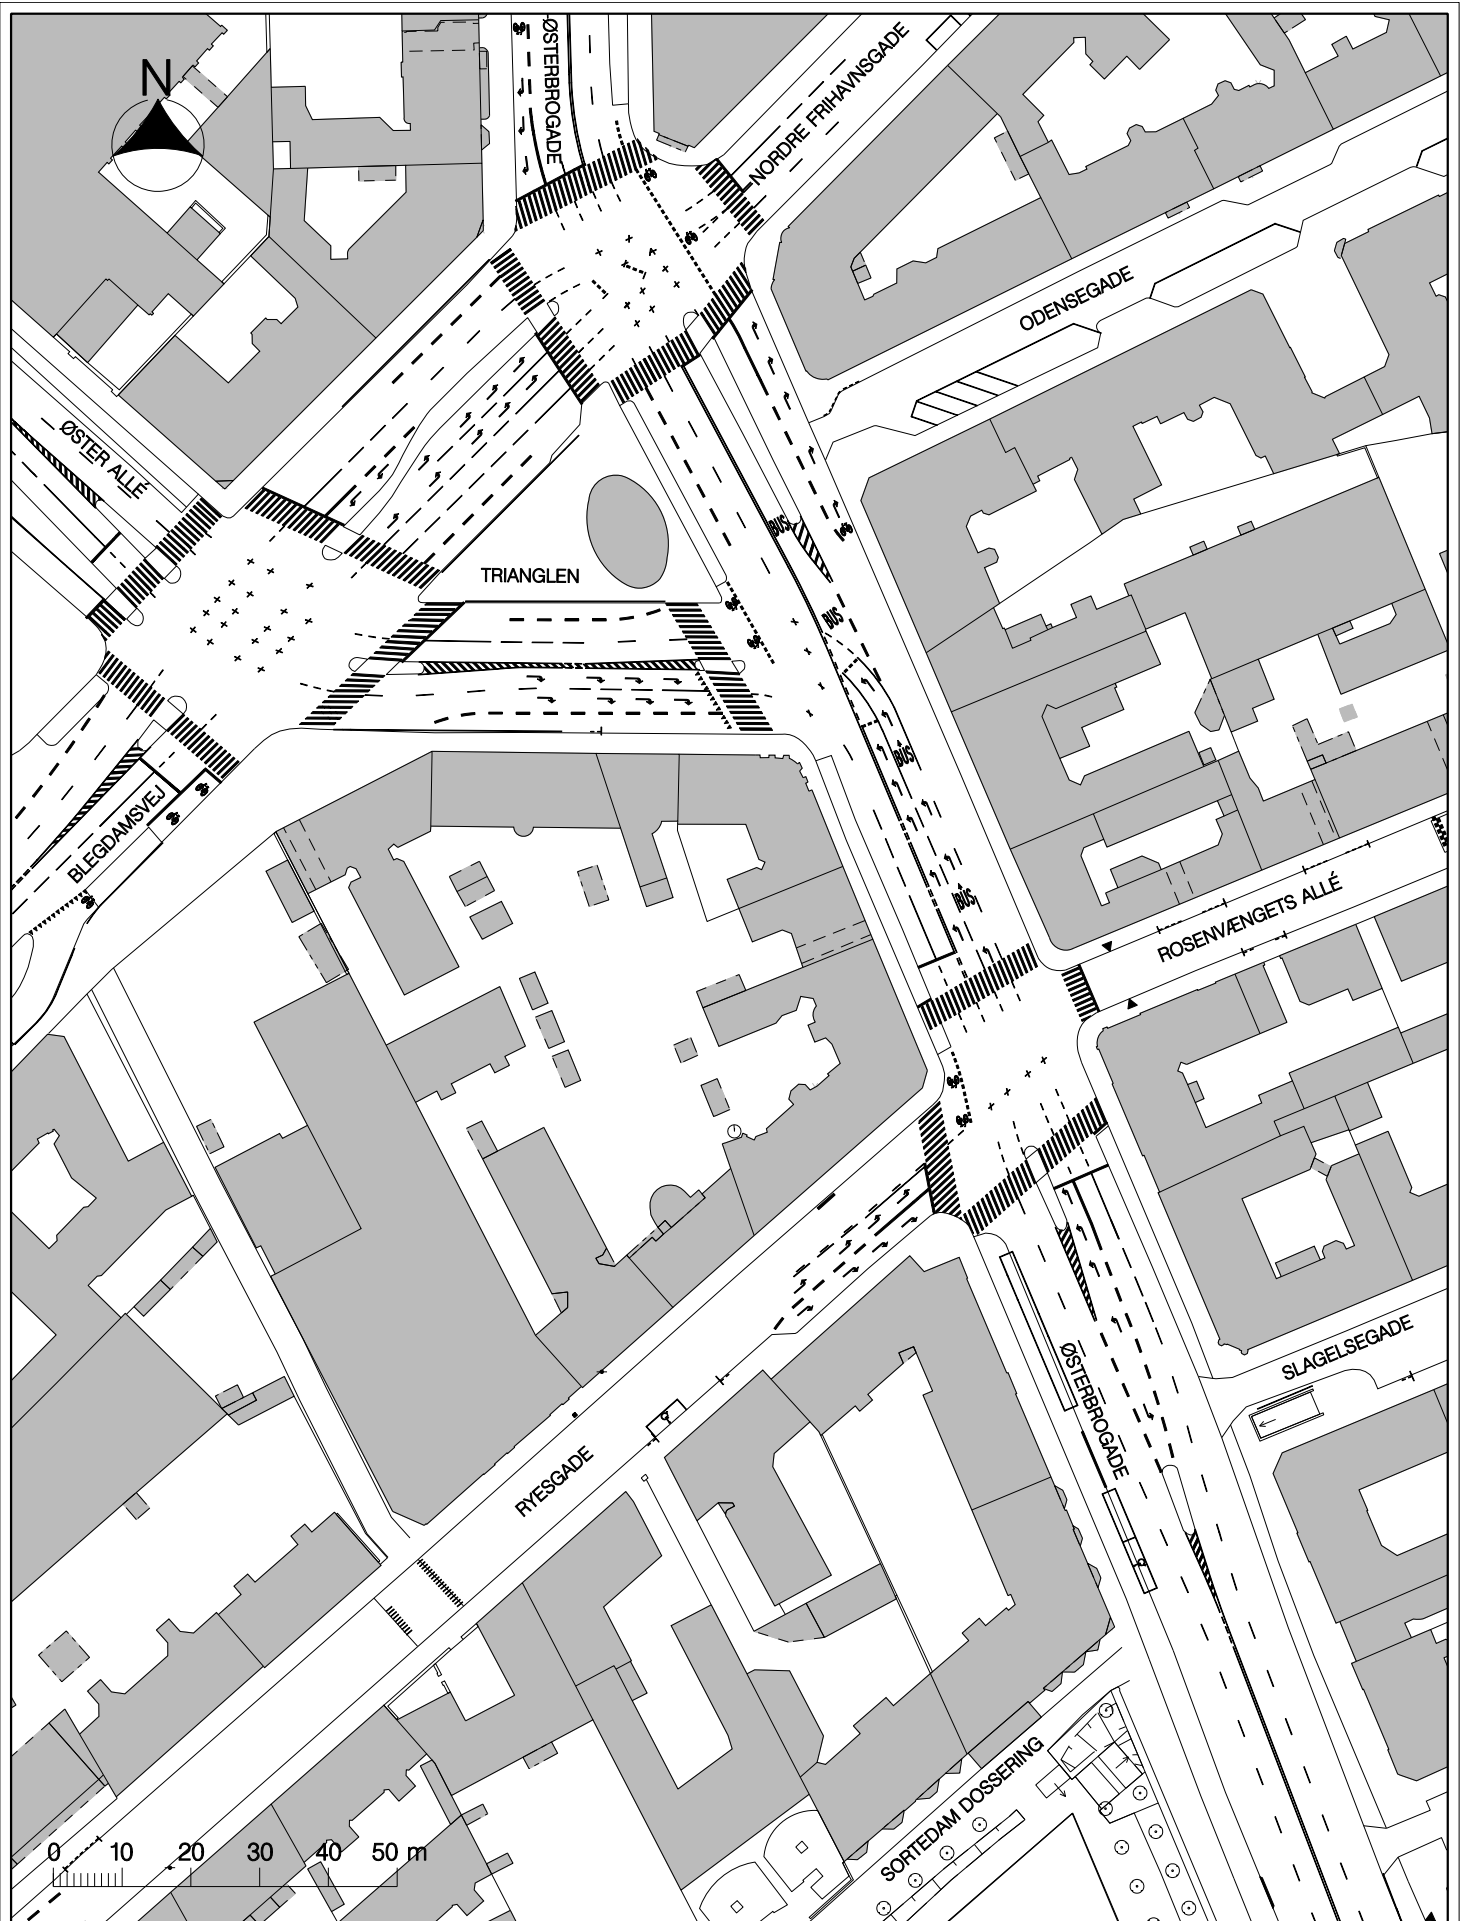 ØSTERBROGADE
N
NORDRE FRIHAVNSGADE
ODENSEGADE
ØSTER ALLÉ
BUS
TRIANGLEN
BUS
BUS
BLEGDAMSVEJ
BUS
ROSENVÆNGETS ALLÉ
SLAGELSEGADE
ØSTERBROGADE
RYESGADE
SORTEDAM DOSSERING
0 10 20 30 40 50 m